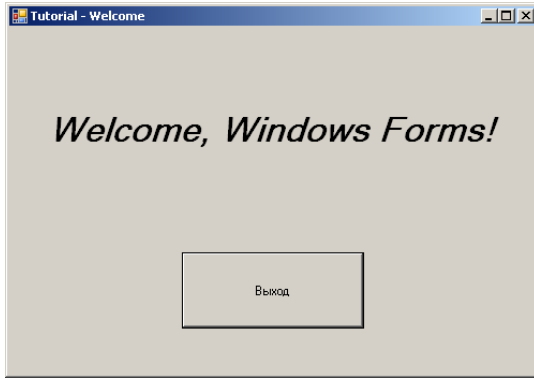 Tutorial - Welcome
Welcome, Windows Forms!
Выход